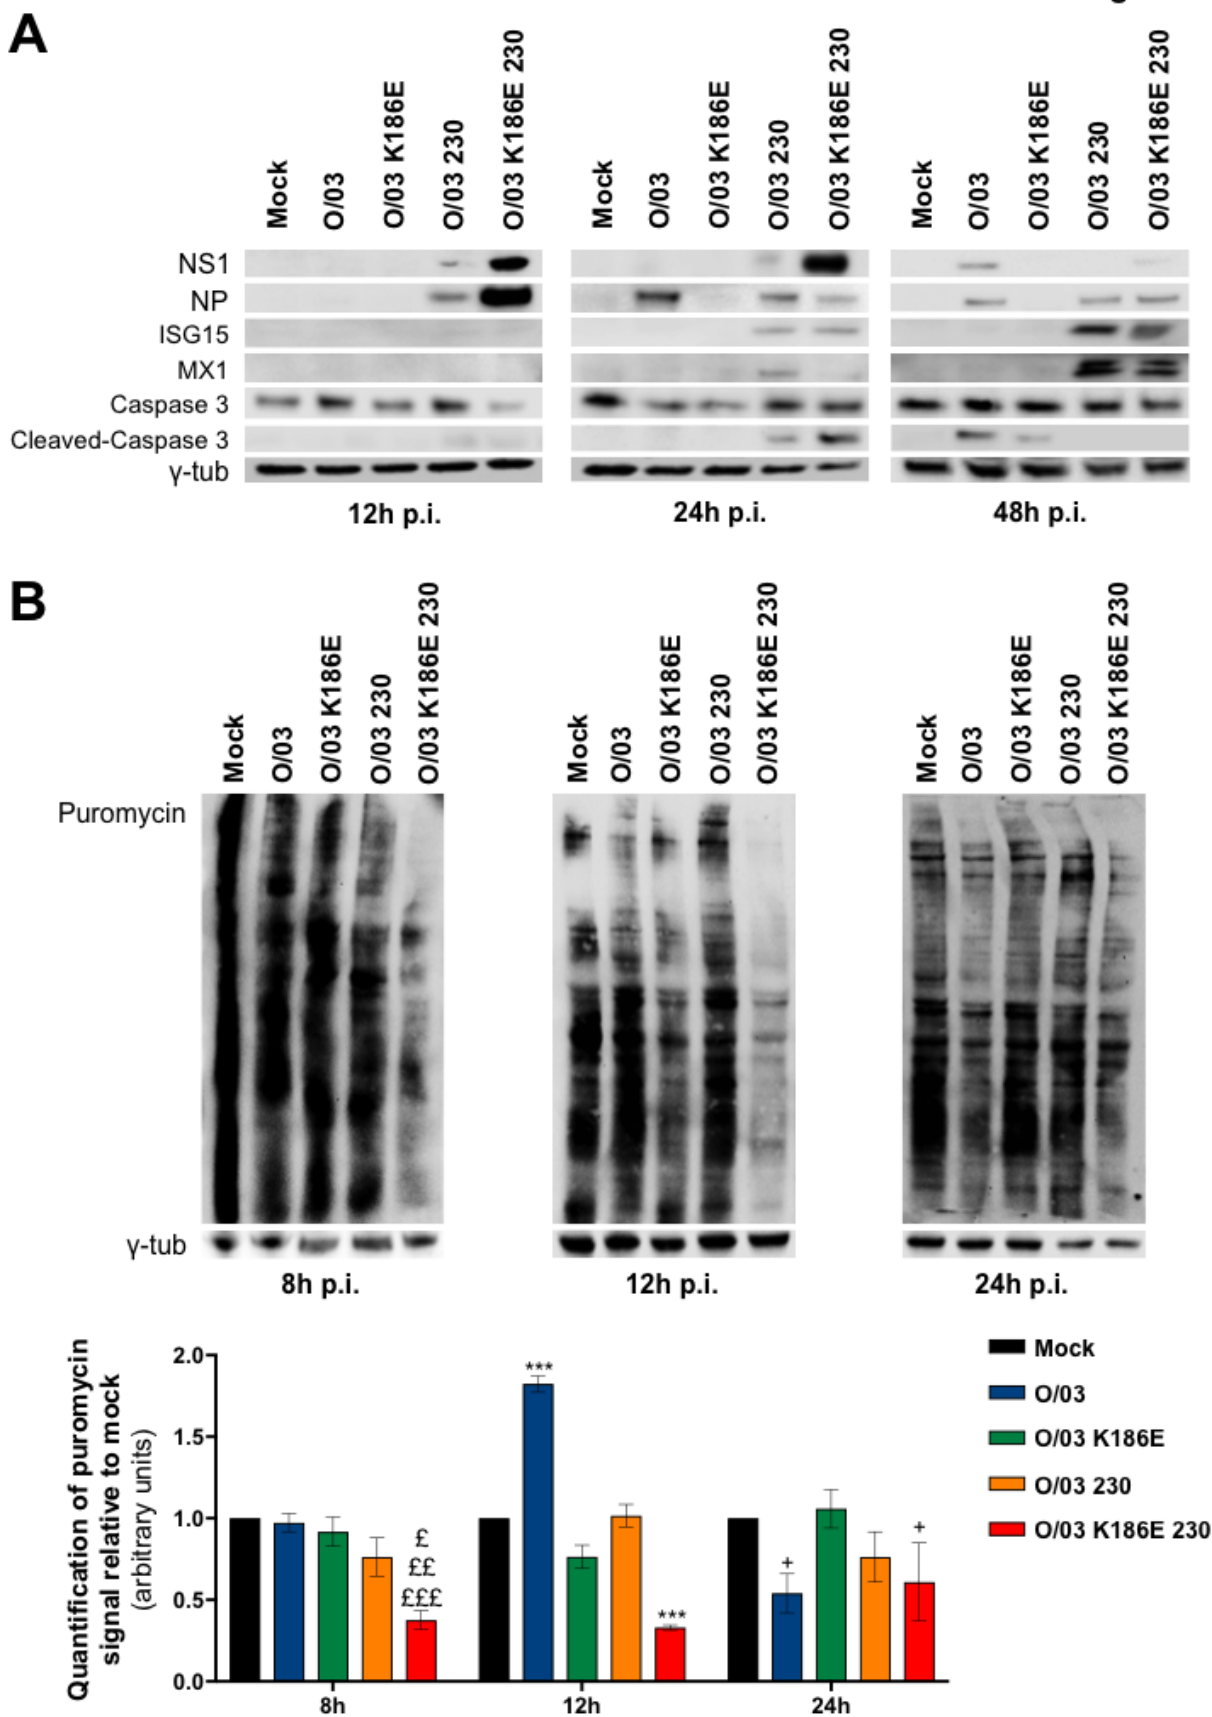 A
Mock
O/03
O/03 K186E
O/03 230
O/03 K186E 230
Mock
O/03
O/03 K186E
O/03 230
O/03 K186E 230
Mock
O/03
O/03 K186E
O/03 230
O/03 K186E 230
NS1
NP
ISG15
MX1
Caspase 3
Cleaved-Caspase 3
γ-tub
12h p.i.
24h p.i.
48h p.i.
B
Mock
O/03
O/03 K186E
O/03 230
O/03 K186E 230
Mock
O/03
O/03 K186E
O/03 230
O/03 K186E 230
Mock
O/03
O/03 K186E
O/03 230
O/03 K186E 230
Puromycin
γ-tub
8h p.i.
12h p.i.
24h p.i.
Quantification of puromycin
signal relative to mock
(arbitrary units)
2.0
1.5
1.0
0.5
0.0
£
££
£££
***
***
+
+
8h
12h
24h
Mock
O/03
O/03 K186E
O/03 230
O/03 K186E 230